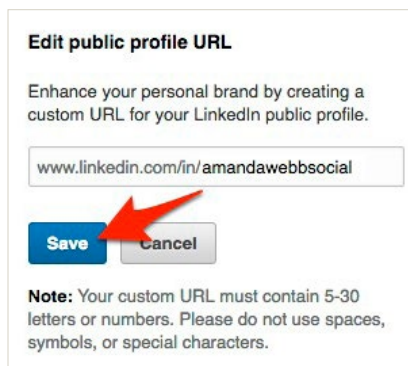 Edit public profile URL
Enhance your personal brand by creating a
custom URL for your LinkedIn public profile.
www.linkedin.com/in/amandawebbsocial
Save Cancel
Note: Your custom URL must contain 5-30
letters or numbers. Please do not use spaces,
symbols, or special characters.